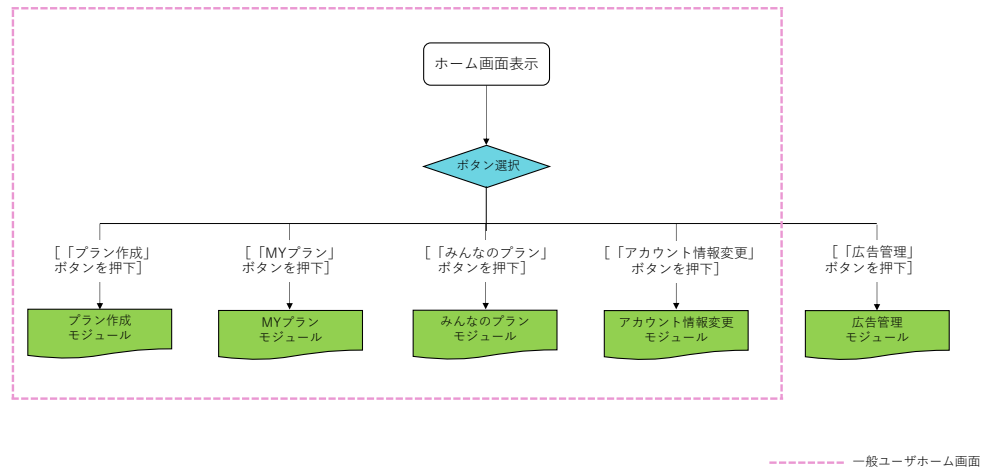 ホーム画面表示
ボタン選択
[「プラン作成」
ボタンを押下]
[「MYプラン」
ボタンを押下]
[「みんなのプラン」
ボタンを押下]
[「アカウント情報変更」
ボタンを押下]
[「広告管理」
ボタンを押下]
プラン作成
モジュール
MYプラン
モジュール
みんなのプラン
モジュール
アカウント情報変更
モジュール
広告管理
モジュール
一般ユーザホーム画面